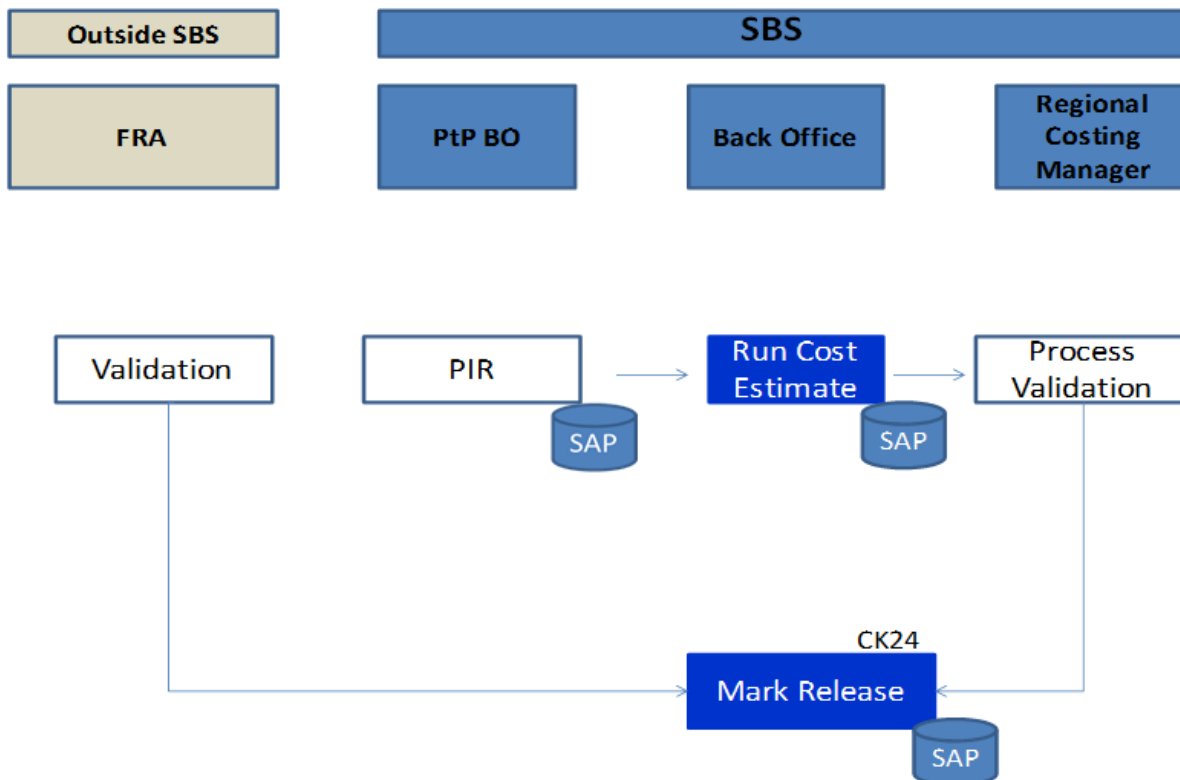 Outside SBS
SBS
FRA
PtP BO
Back Office
Regional
Costing
Manager
Validation
PIR
Run Cost
Estimate
Process
Validation
SAP
SAP
CK24
Mark Release
SAP